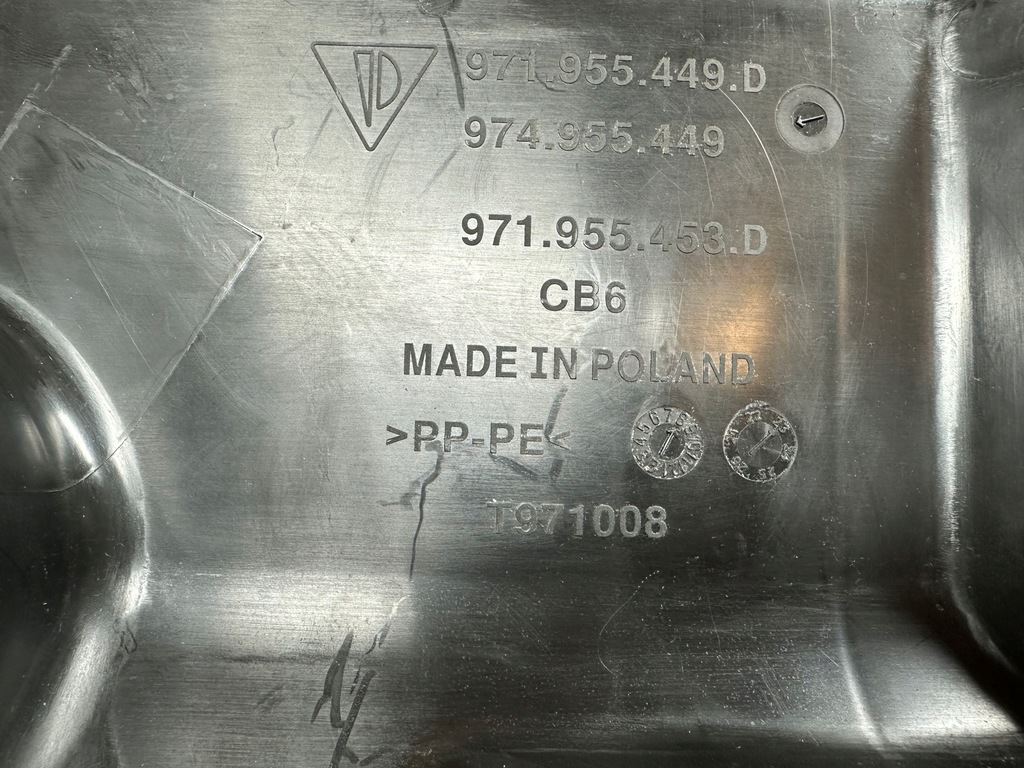 971.955.449.D
974.955.449
971.955.453.D
CB6
MADE IN POLAND
>PP-PE<
T971008